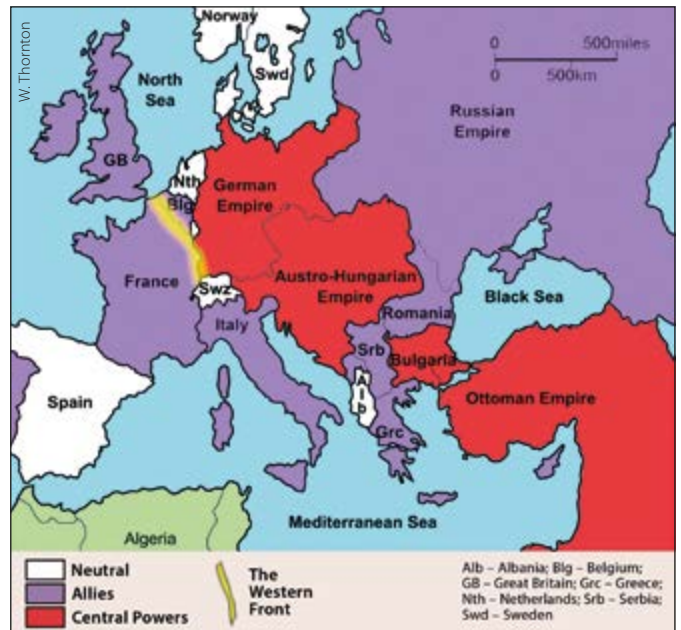 W. Thornton
Norway
Swd
North
Sea
0 500miles
0 500km
Russian
Empire
GB
Nth
German
Empire
Blg
France
Swz
Austro-Hungarian
Empire
Black Sea
Romania
Italy
Srb
Bulgaria
Spain
A
l
b
Ottoman Empire
Grc
Mediterranean Sea
Algeria
Neutral
Allies
Central Powers
The
Western
Front
Alb – Albania; Blg – Belgium;
GB – Great Britain; Grc – Greece;
Nth – Netherlands; Srb – Serbia;
Swd – Sweden